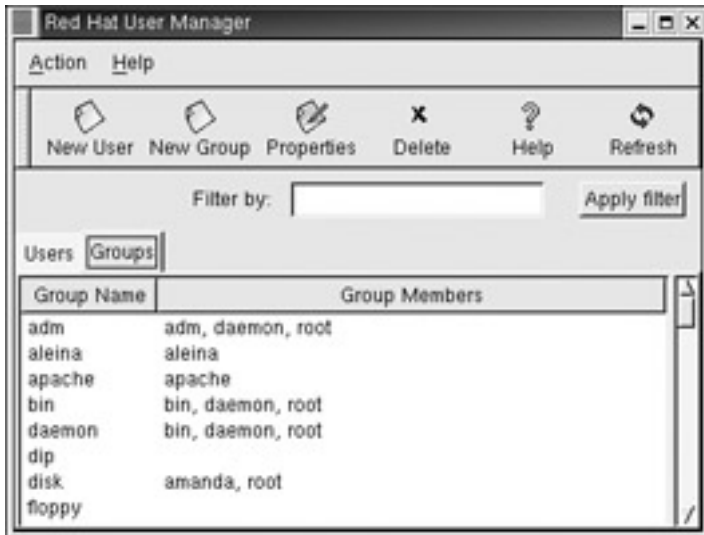 Red Hat User Manager
Action Help
New User New Group Properties Delete Help Refresh
Filter by: Apply filter
Users Groups
Group Name Group Members
adm adm, daemon, root
aleina aleina
apache apache
bin bin, daemon, root
daemon bin, daemon, root
dip
disk amanda, root
floppy